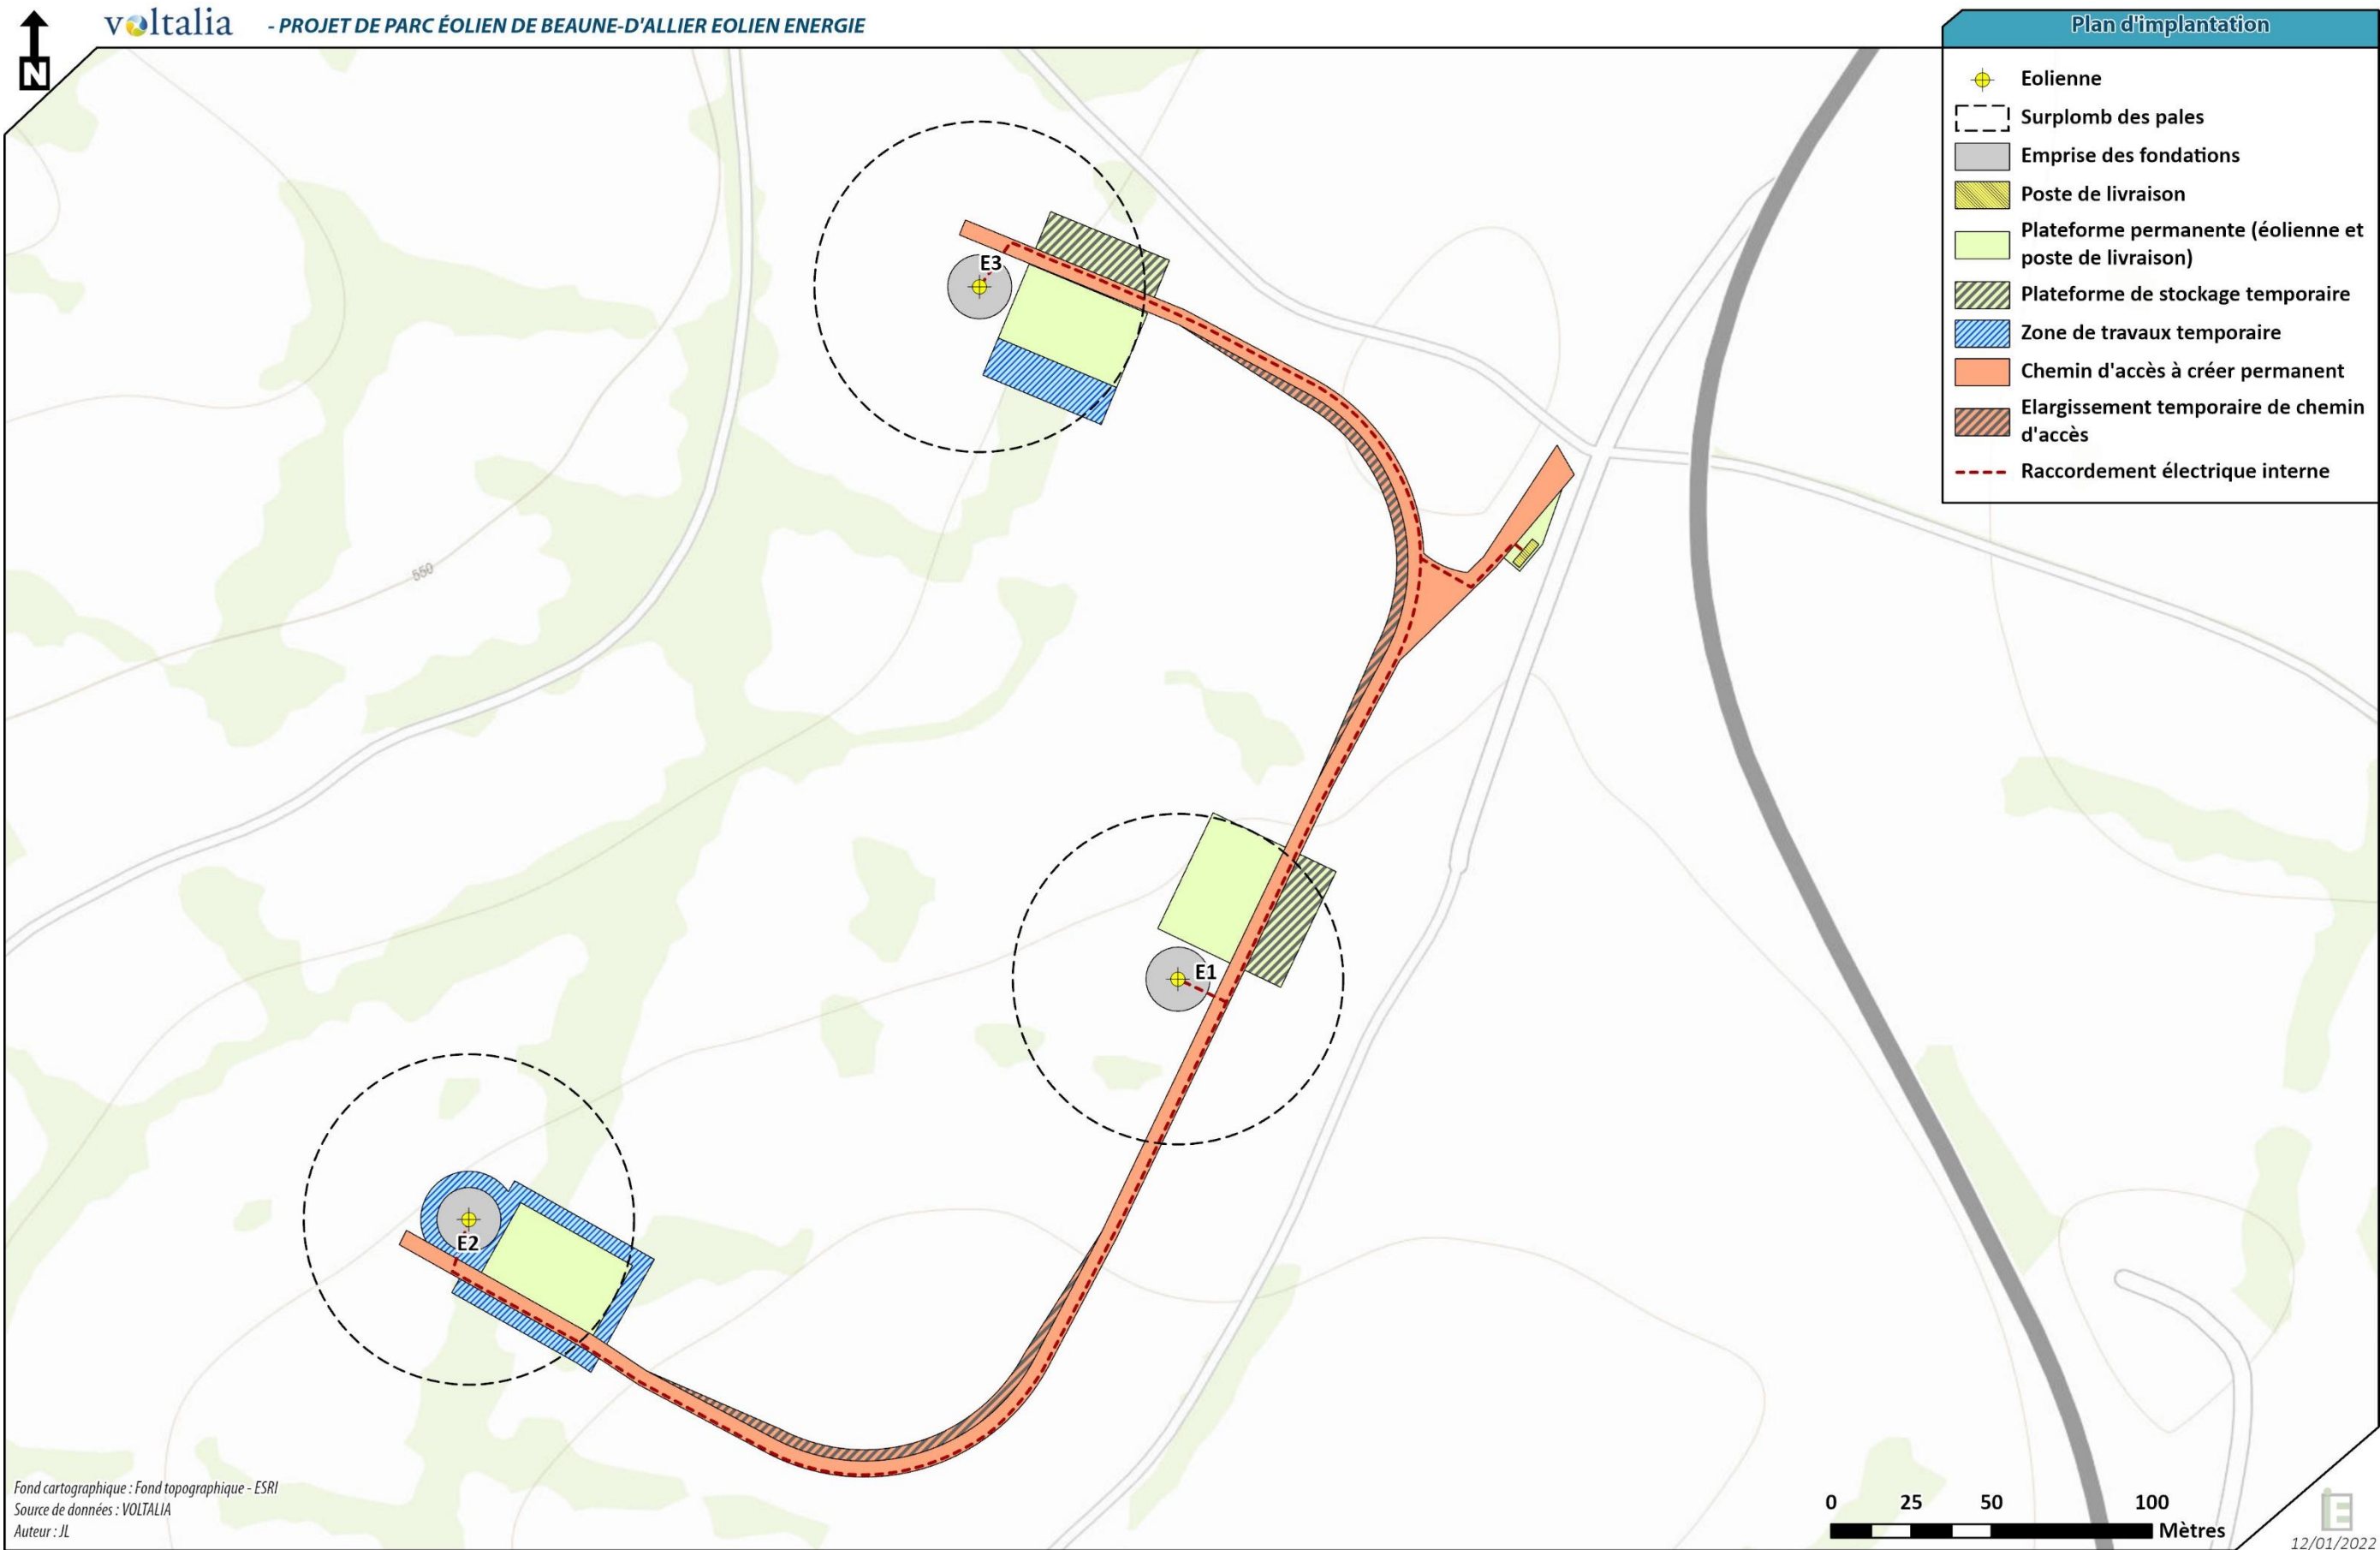 N
voltalia
- PROJET DE PARC ÉOLIEN DE BEAUNE-D'ALLIER EOLIEN ENERGIE
Plan d'implantation
Eolienne
Surplomb des pales
Emprise des fondations
Poste de livraison
Plateforme permanente (éolienne et
poste de livraison)
Plateforme de stockage temporaire
Zone de travaux temporaire
Chemin d'accès à créer permanent
Elargissement temporaire de chemin
d'accès
Raccordement électrique interne
E3
550
E1
E2
Fond cartographique : Fond topographique - ESRI
Source de données : VOLTALIA
Auteur : JL
0 25 50 100
Mètres
12/01/2022